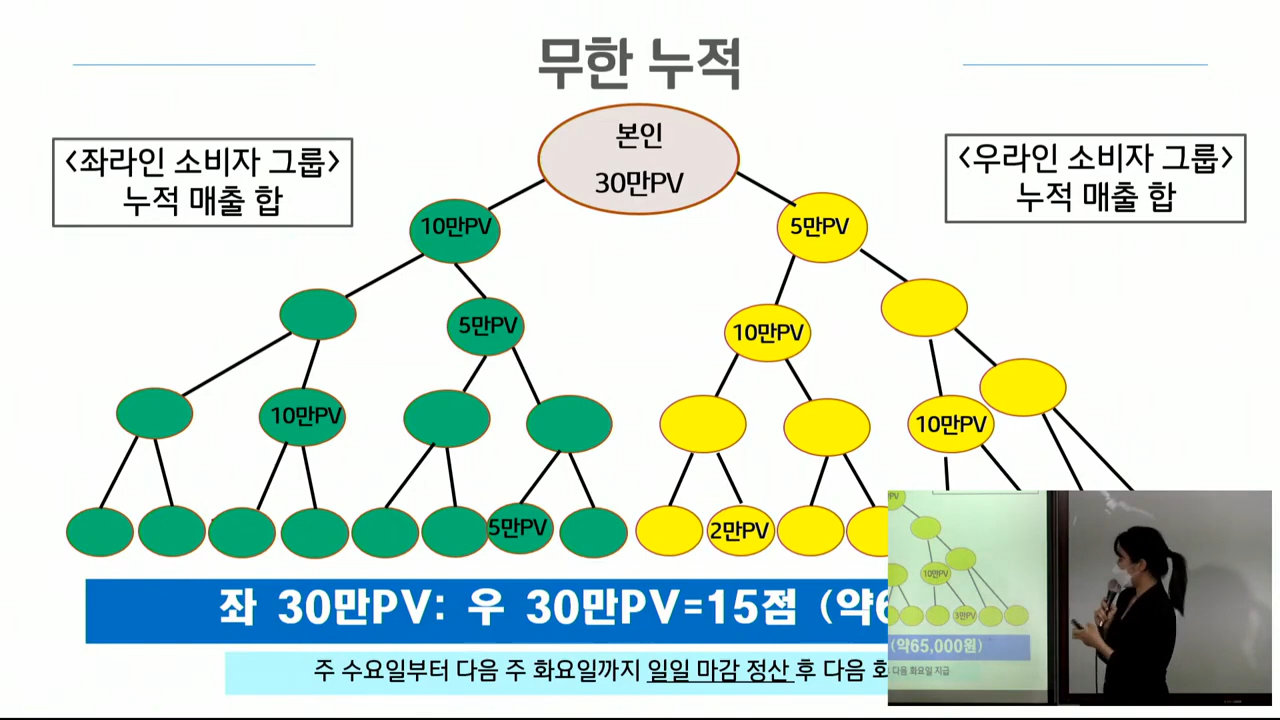 무한 누적
<좌라인 소비자 그룹>
누적 매출 합
본인
30만PV
<우라인 소비자 그룹>
누적 매출 합
10만PV
5만PV
5만PV
10만PV
10만PV
10만PV
5만PV
2만PV
좌 30만PV: 우 30만PV=15점 (약6
주 수요일부터 다음 주 화요일까지 일일 마감 정산 후 다음 화
PV
10만PV
3만PV
(약65,000원)
다음 화요일 지급